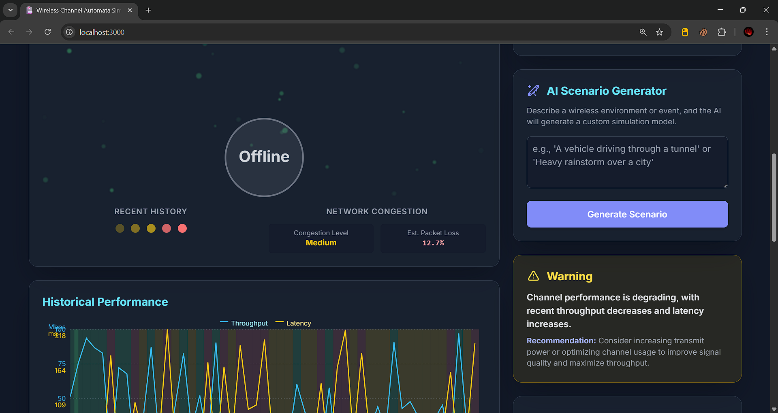 Wireless Channel Automata Sim
localhost:3000
Offline
RECENT HISTORY
NETWORK CONGESTION
Congestion Level
Medium
Est. Packet Loss
12.7%
AI Scenario Generator
Describe a wireless environment or event, and the AI
will generate a custom simulation model.
e.g., 'A vehicle driving through a tunnel' or
'Heavy rainstorm over a city'
Generate Scenario
Warning
Channel performance is degrading, with
recent throughput decreases and latency
increases.
Recommendation: Consider increasing transmit
power or optimizing channel usage to improve signal
quality and maximize throughput.
Historical Performance
Throughput
Latency
100
118
75
164
50
109